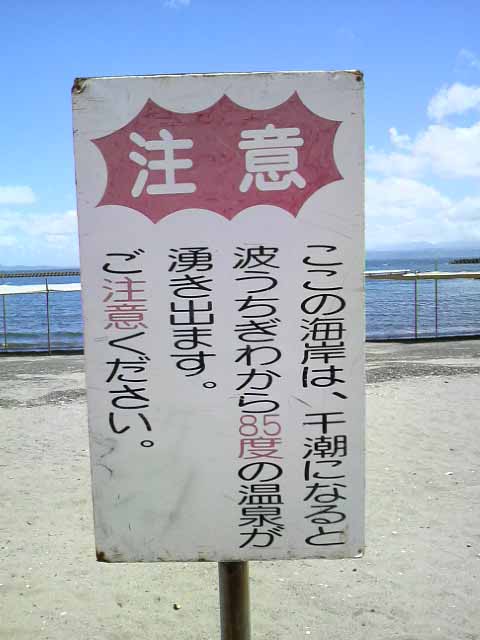 注意
ここの海岸は、干潮になると
波うちぎわから85度の温泉が
湧き出ます。
ご注意ください。